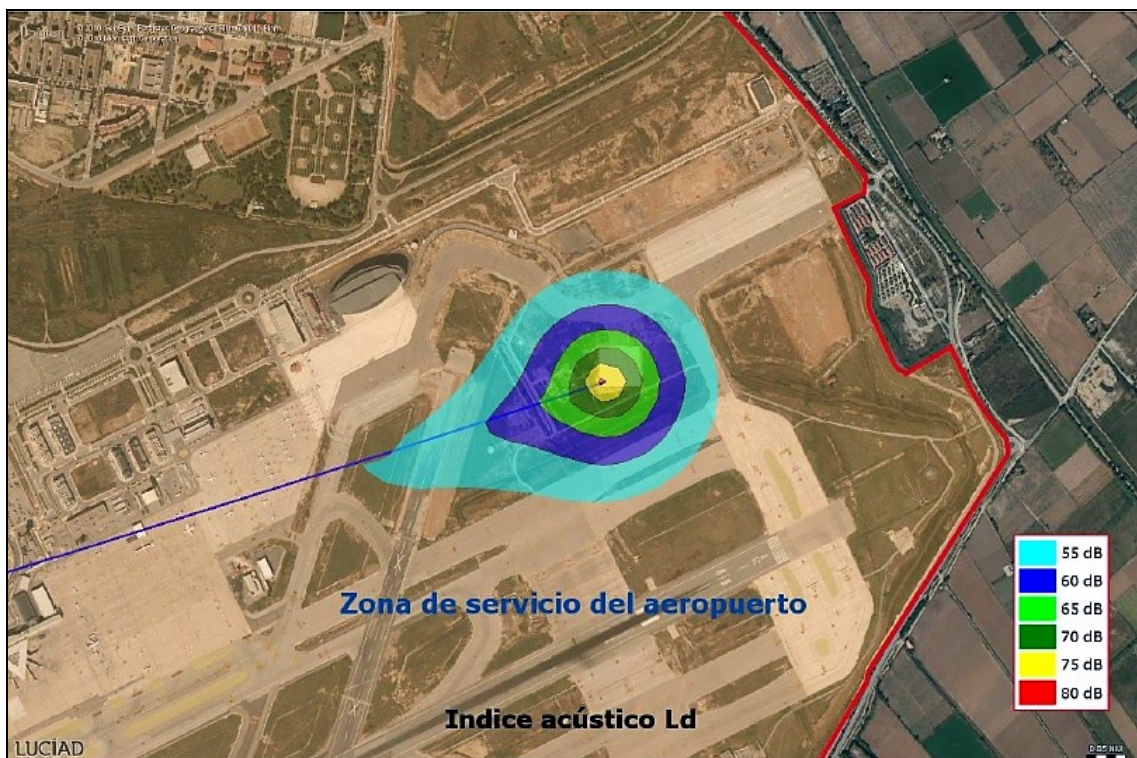 Zona de servicio del aeropuerto
55 dB
60 dB
65 dB
70 dB
75 dB
80 dB
Indice acústico Ld
LUCIAD